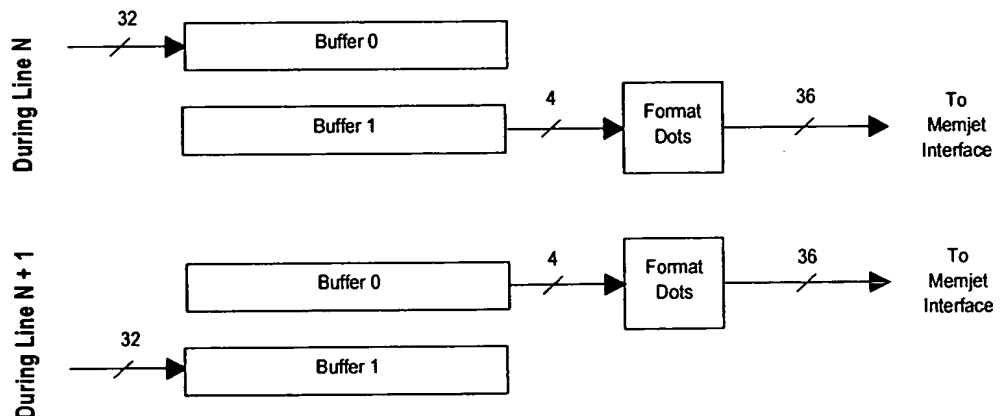 During Line N
32
Buffer 0
Buffer 1
4
Format
Dots
36
To
Memjet
Interface
During Line N + 1
Buffer 0
4
Format
Dots
36
To
Memjet
Interface
32
Buffer 1